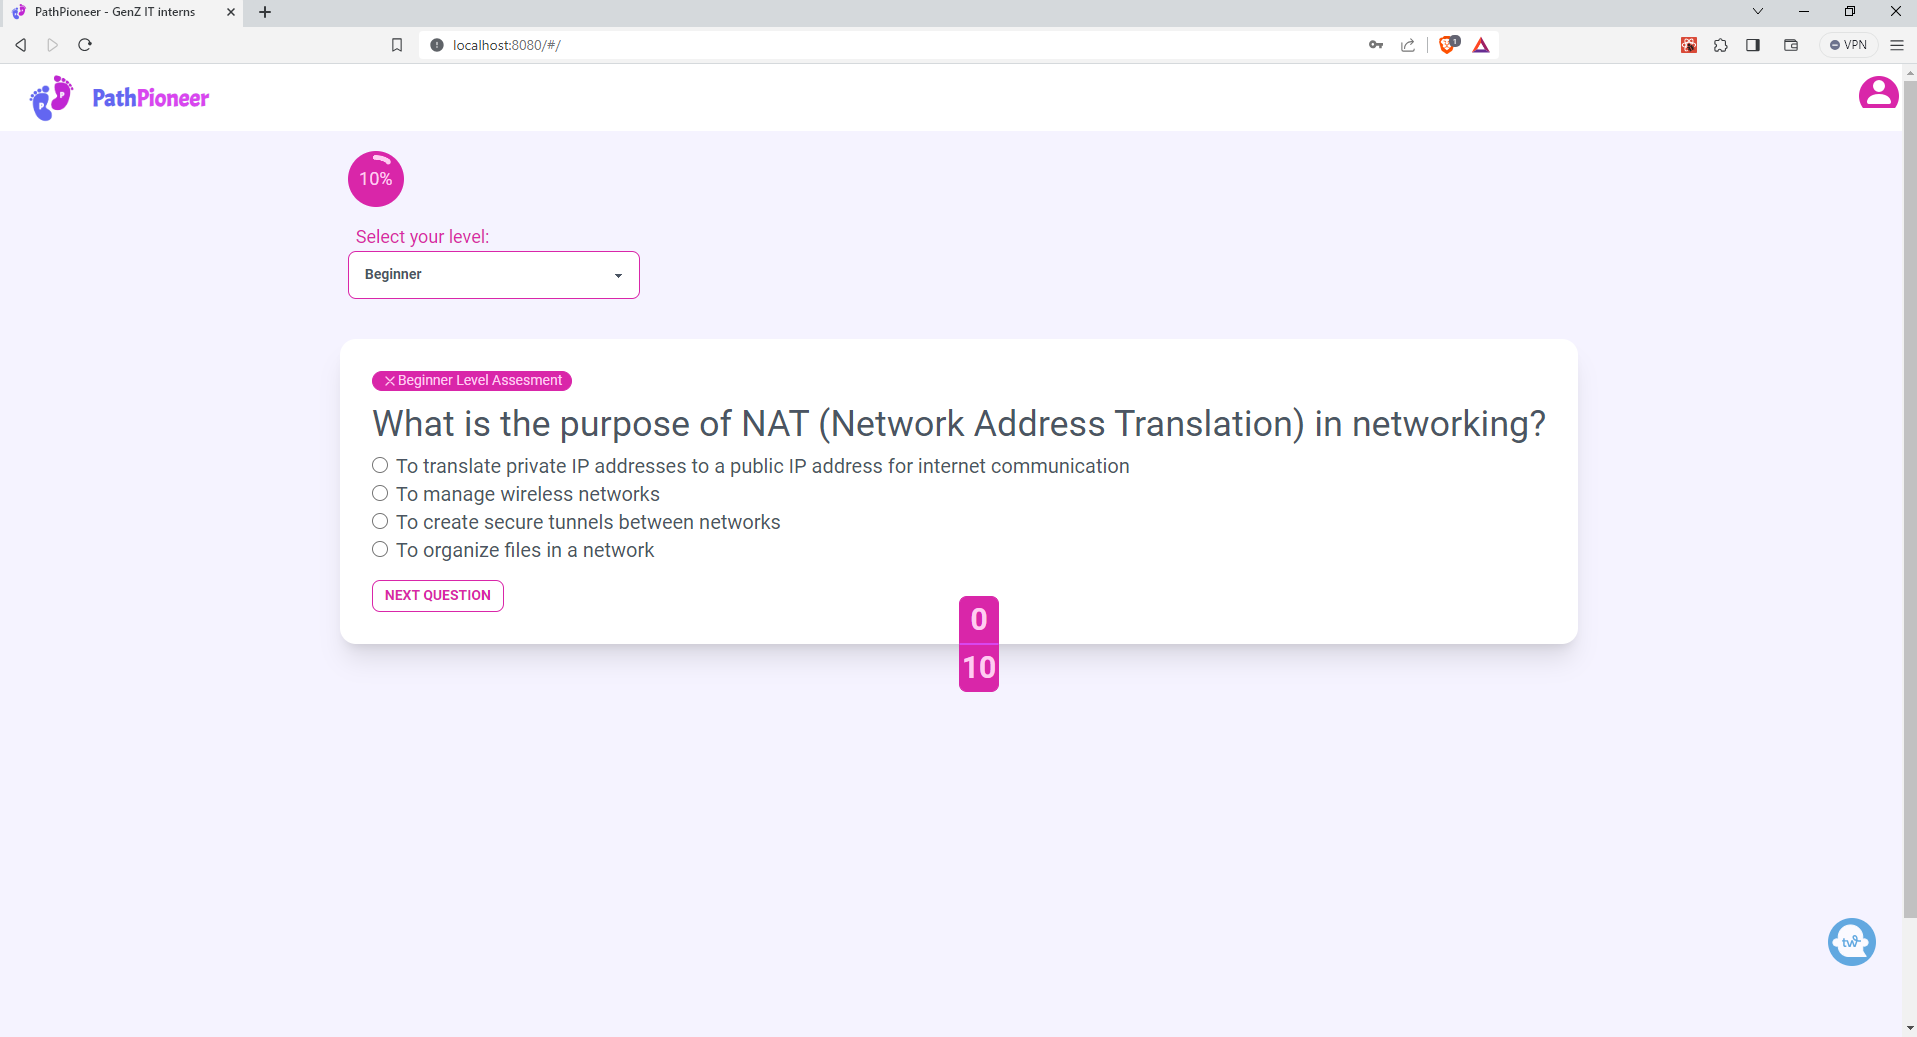 PathPioneer - GenZ IT interns
localhost:8080/#/
1
VPN
PathPioneer
10%
Select your level:
Beginner
Beginner Level Assesment
What is the purpose of NAT (Network Address Translation) in networking?
To translate private IP addresses to a public IP address for internet communication
To manage wireless networks
To create secure tunnels between networks
To organize files in a network
NEXT QUESTION
0
10
tw